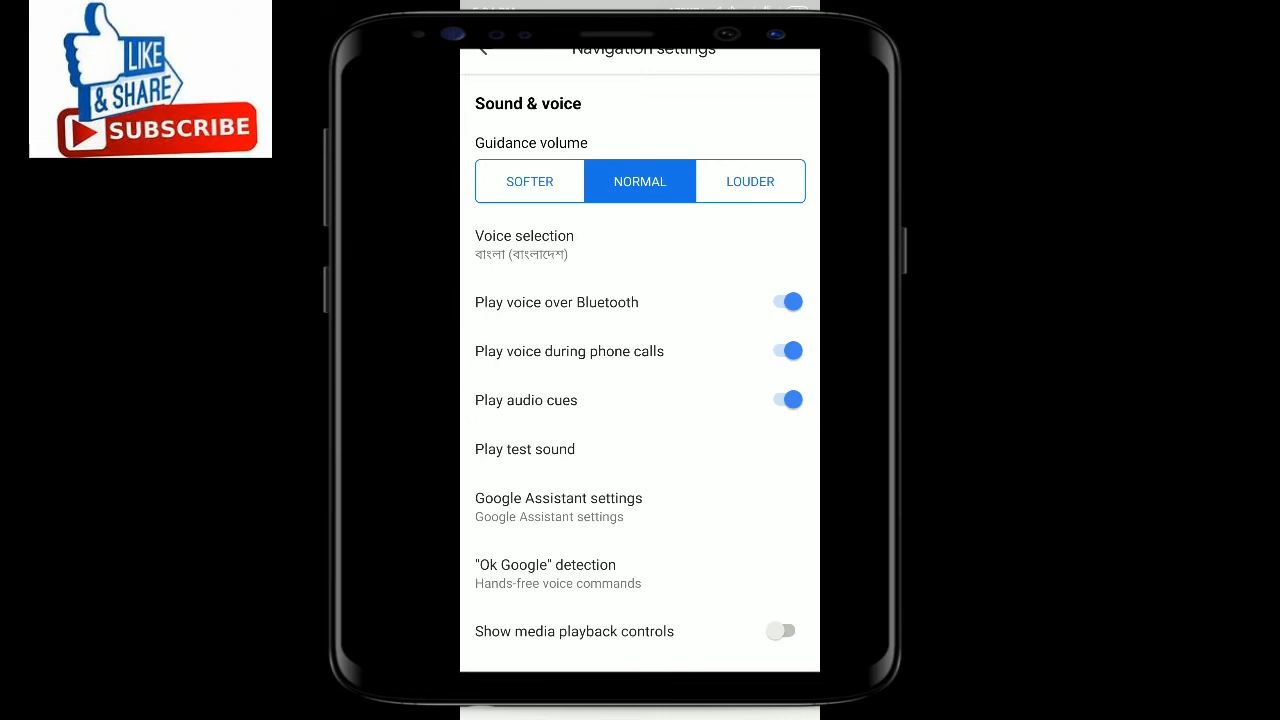 LIKE
& SHARE
SUBSCRIBE
Navigation settings
Sound & voice
Guidance volume
SOFTER NORMAL LOUDER
Voice selection
বাংলা (বাংলাদেশ)
Play voice over Bluetooth
Play voice during phone calls
Play audio cues
Play test sound
Google Assistant settings
Google Assistant settings
"Ok Google" detection
Hands-free voice commands
Show media playback controls